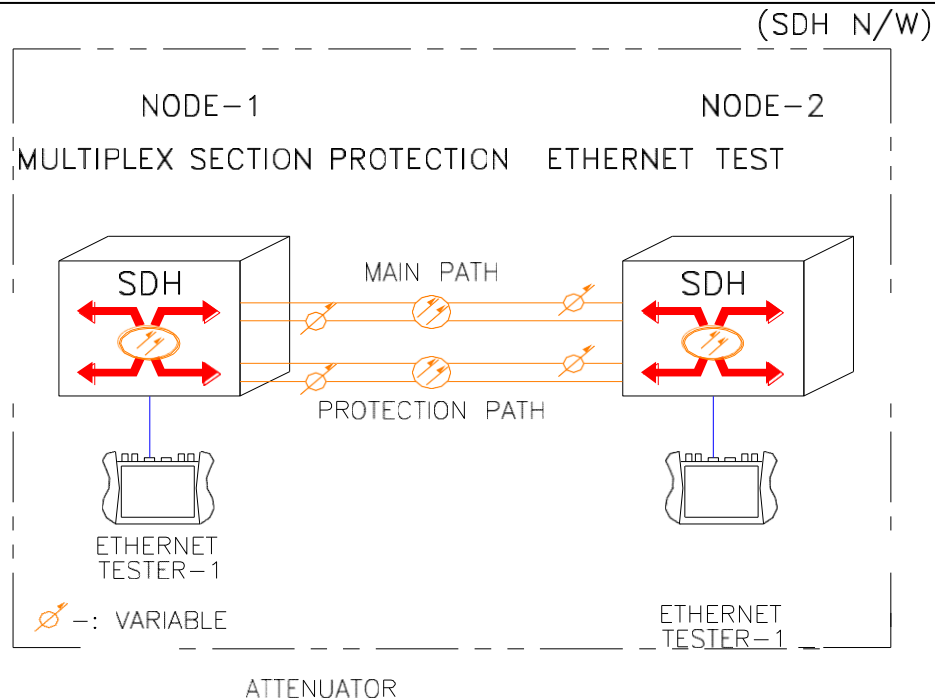 (SDH N/W)
NODE-1
NODE-2
MULTIPLEX SECTION PROTECTION ETHERNET TEST
SDH
MAIN PATH
SDH
PROTECTION PATH
ETHERNET
TESTER-1
-: VARIABLE
ETHERNET
TESTER-1
ATTENUATOR